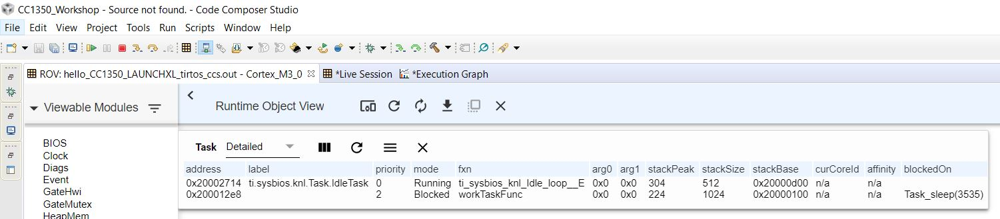 CC1350_Workshop - Source not found. - Code Composer Studio
File Edit View Project Tools Run Scripts Window Help
ROV: hello_CC1350_LAUNCHXL_tirtos_ccs.out - Cortex_M3_0 *Live Session *Execution Graph
Viewable Modules
Runtime Object View
BIOS
Clock
Diags
Event
GateHwi
GateMutex
HeapMem
Task Detailed
address label priority mode fxn arg0 arg1 stackPeak stackSize stackBase curCoreId affinity blockedOn
0x20002714 ti.sysbios.knl.Task.IdleTask 0 Running ti_sysbios_knl_Idle_loop__E 0x0 0x0 304 512 0x20000d00 n/a n/a
0x200012e8 2 Blocked workTaskFunc 0x0 0x0 224 1024 0x20000100 n/a n/a Task_sleep(3535)